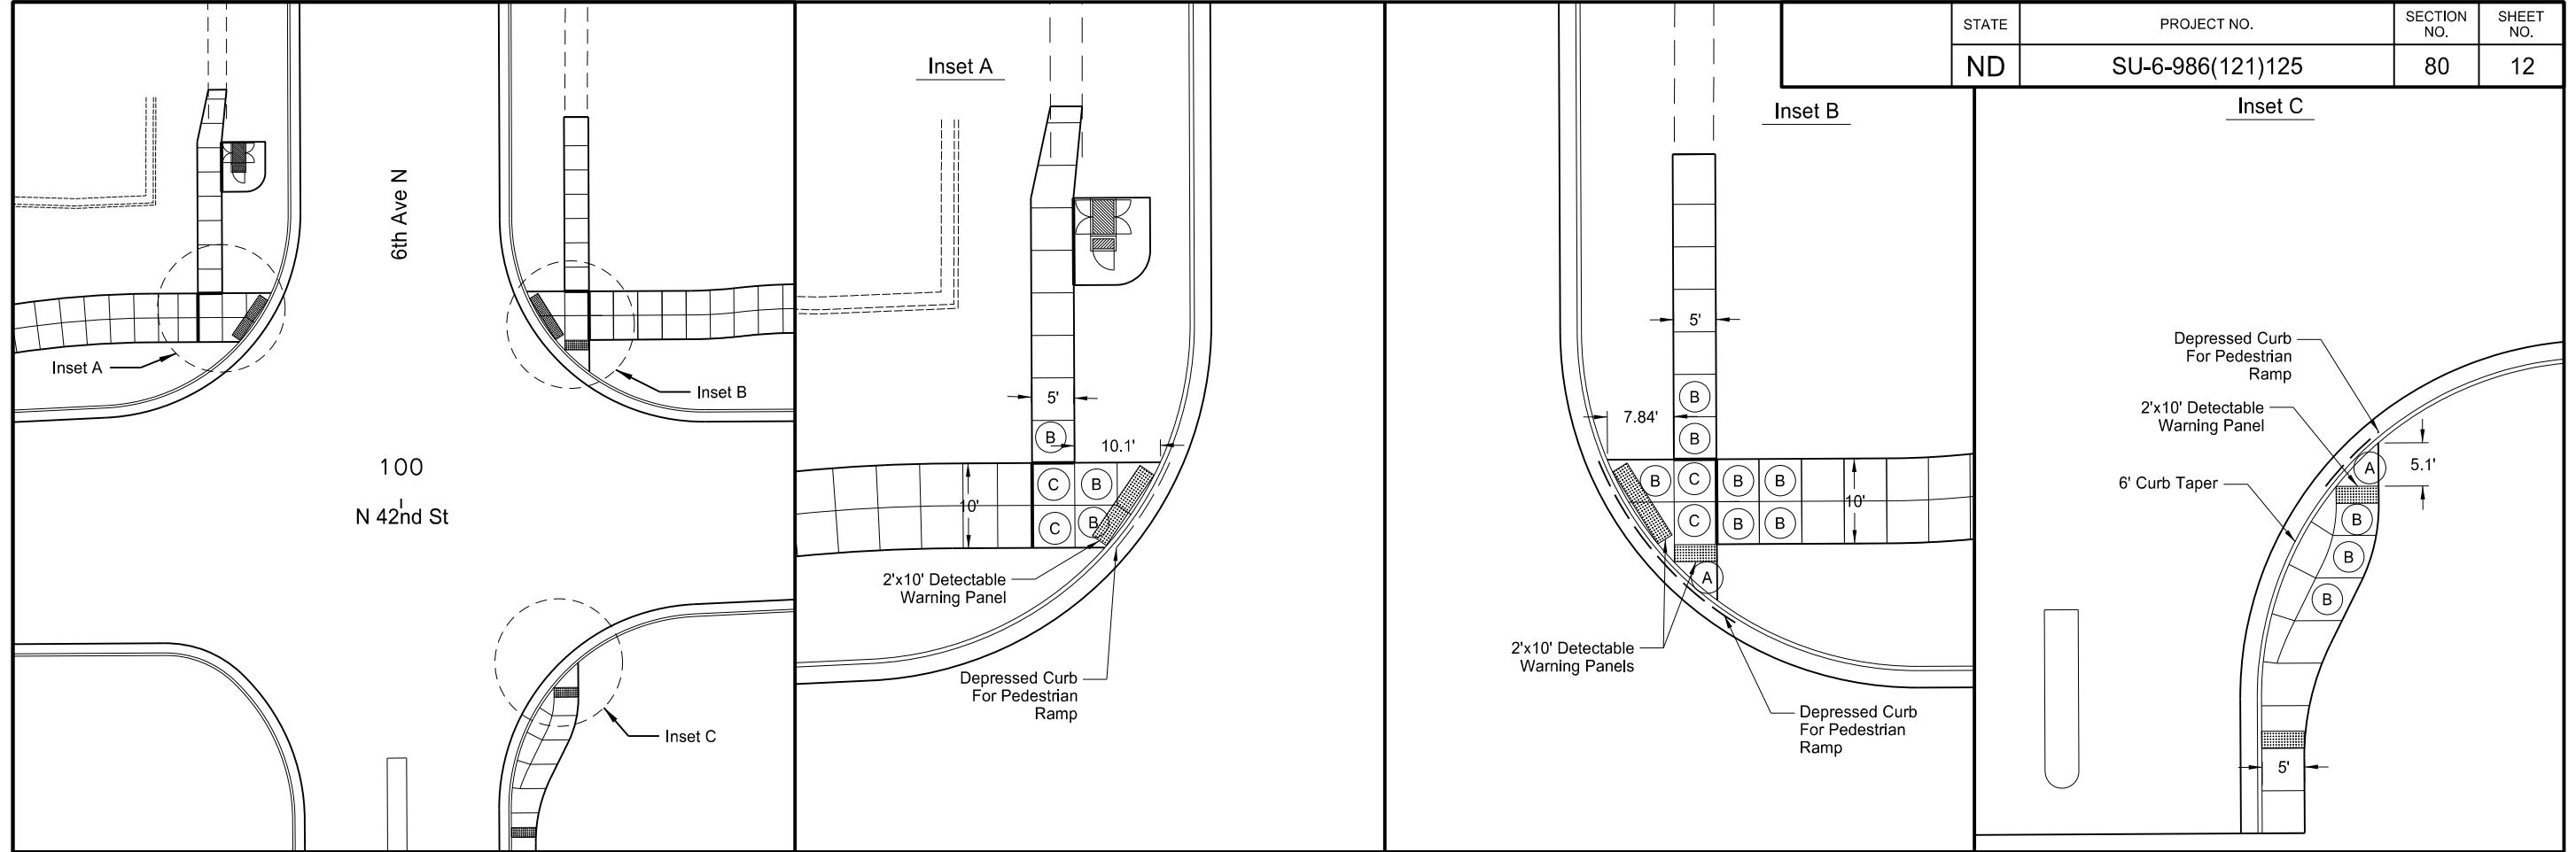 STATE
PROJECT NO.
SECTION
NO.
SHEET
NO.
ND
SU-6-986(121)125
80
12
6th Ave N
Inset A
Inset B
100
N 42nd St
Inset C
Inset A
5'
B
10.1'
C
B
10'
C
B
2'x10' Detectable
Warning Panel
Depressed Curb
For Pedestrian
Ramp
Inset B
5'
B
7.84'
B
B
C
B
B
10'
C
B
B
A
2'x10' Detectable
Warning Panels
Depressed Curb
For Pedestrian
Ramp
Inset C
Depressed Curb
For Pedestrian
Ramp
2'x10' Detectable
Warning Panel
A
5.1'
6' Curb Taper
B
B
B
5'